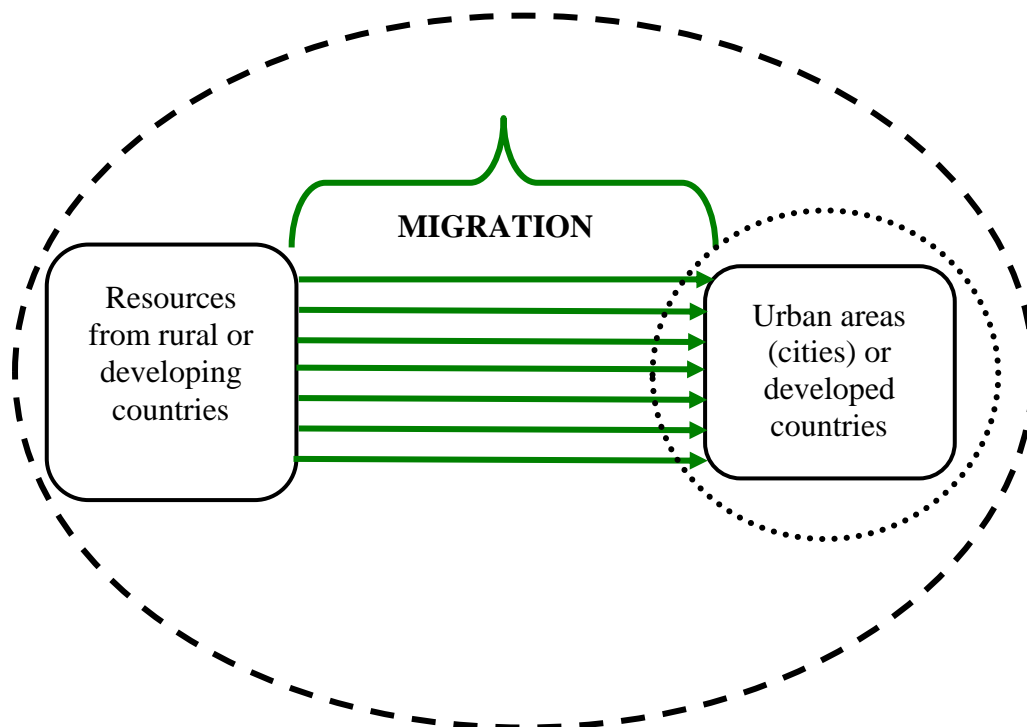 MIGRATION
Resources
from rural or
developing
countries
Urban areas
(cities) or
developed
countries